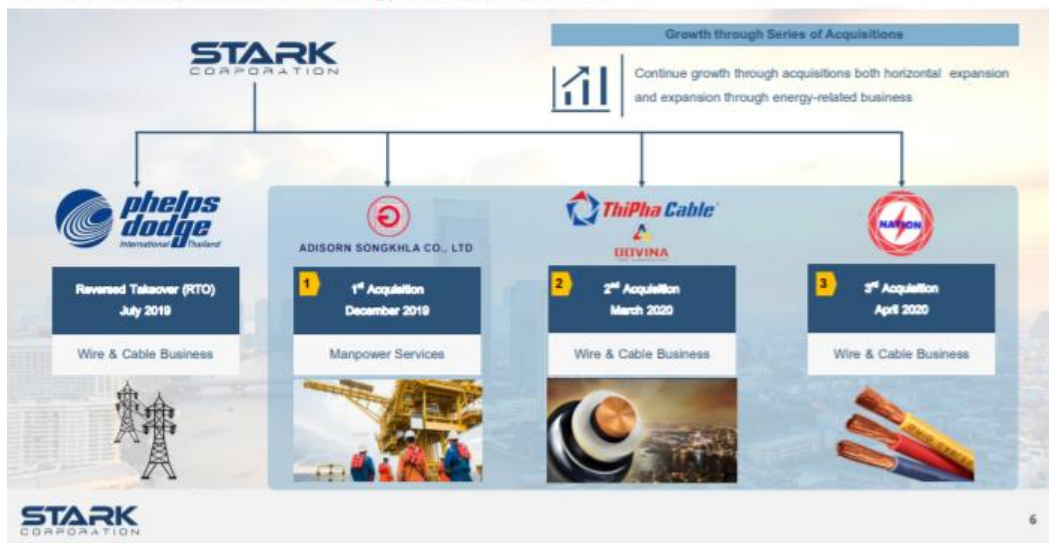 STARK
CORPORATION
Growth through Series of Acquisitions
Continue growth through acquisitions both horizontal expansion
and expansion through energy-related business
phelps
dodge
International Thailand
ADISORN SONGKHLA CO., LTD
ThiPha Cable
DOVINA
NATION
Reversed Takeover (RTO)
July 2019
Wire & Cable Business
1
1st Acquisition
December 2019
Manpower Services
2
2nd Acquisition
March 2020
Wire & Cable Business
3
3rd Acquisition
April 2020
Wire & Cable Business
STARK
CORPORATION
6